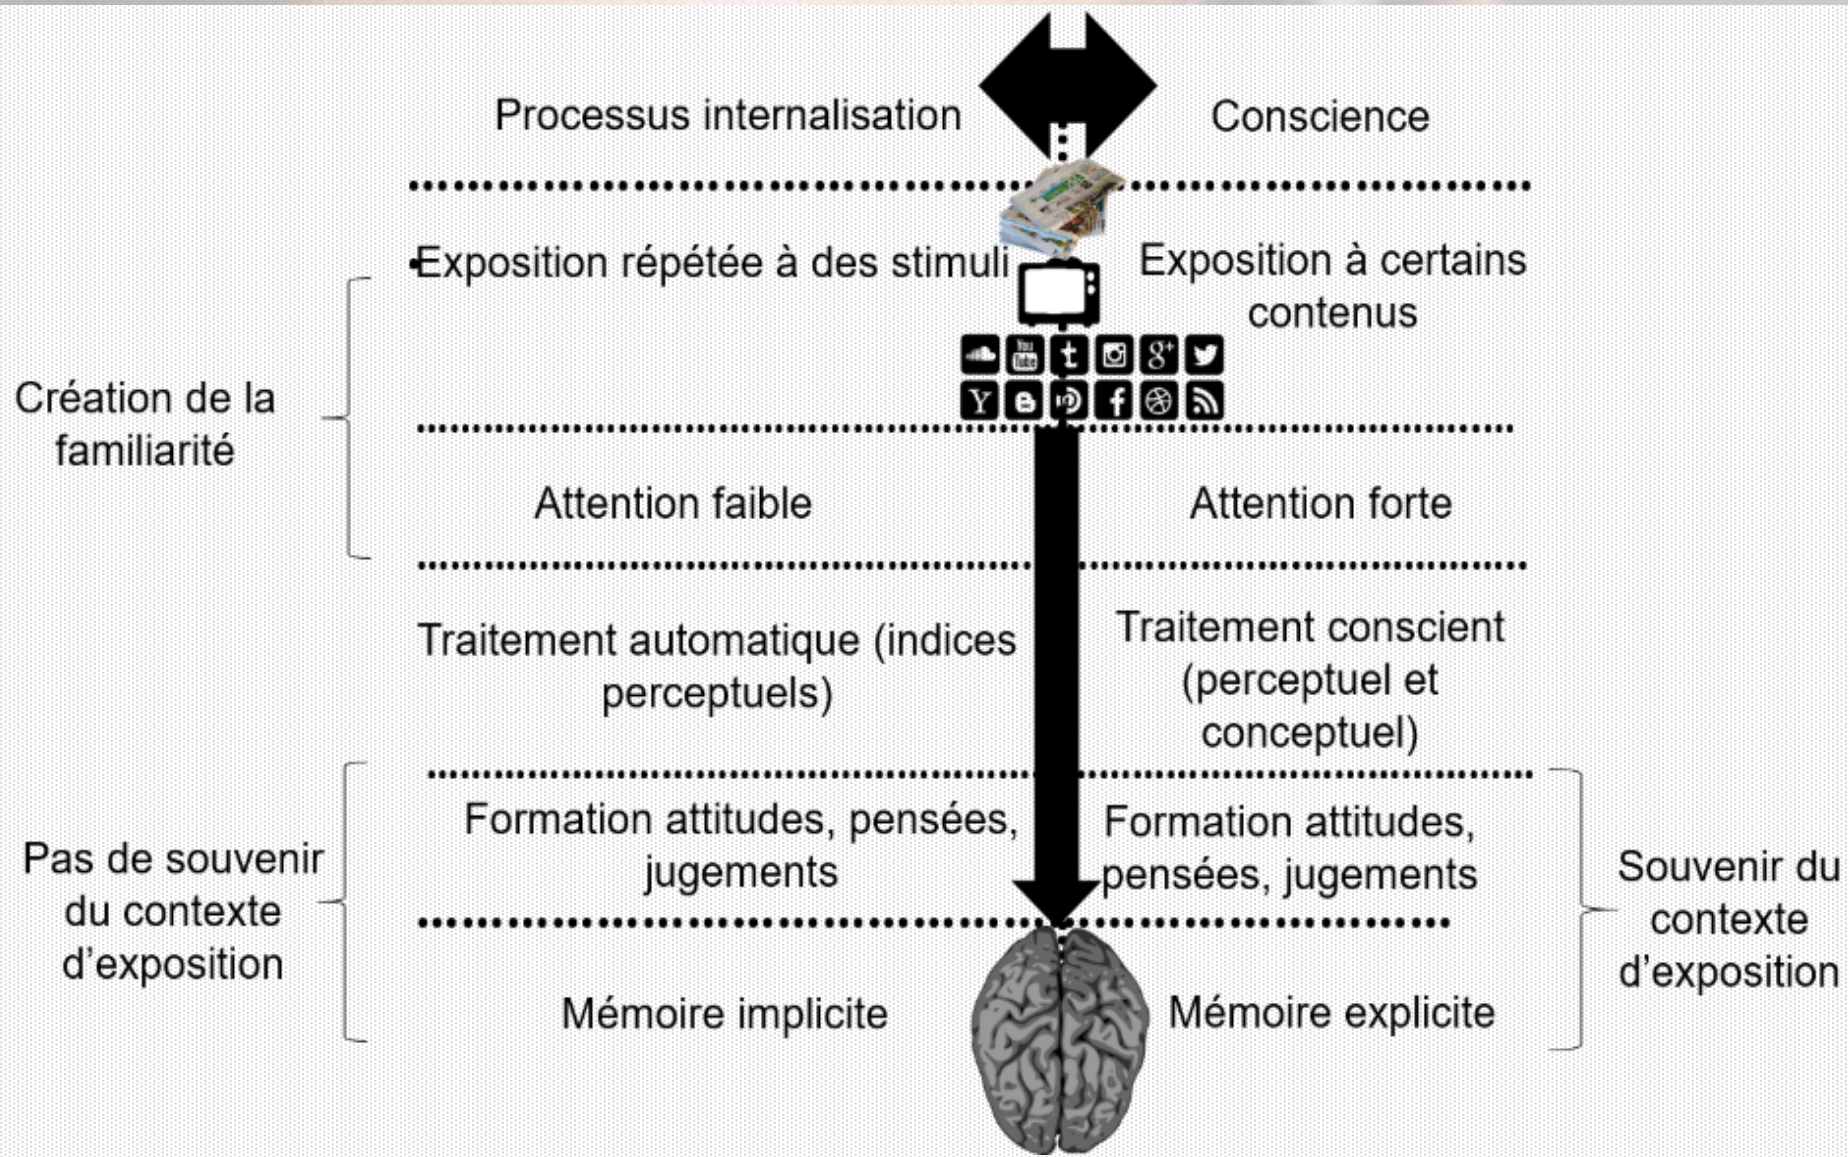 Processus internalisation
Conscience
Exposition répétée à des stimuli
Exposition à certains
contenus
You
Tube
t
g+
Y
B
f
Création de la
familiarité
Attention faible
Attention forte
Traitement automatique (indices
perceptuels)
Traitement conscient
(perceptuel et
conceptuel)
Formation attitudes, pensées,
jugements
Formation attitudes,
pensées, jugements
Pas de souvenir
du contexte
d’exposition
Souvenir du
contexte
d’exposition
Mémoire implicite
Mémoire explicite